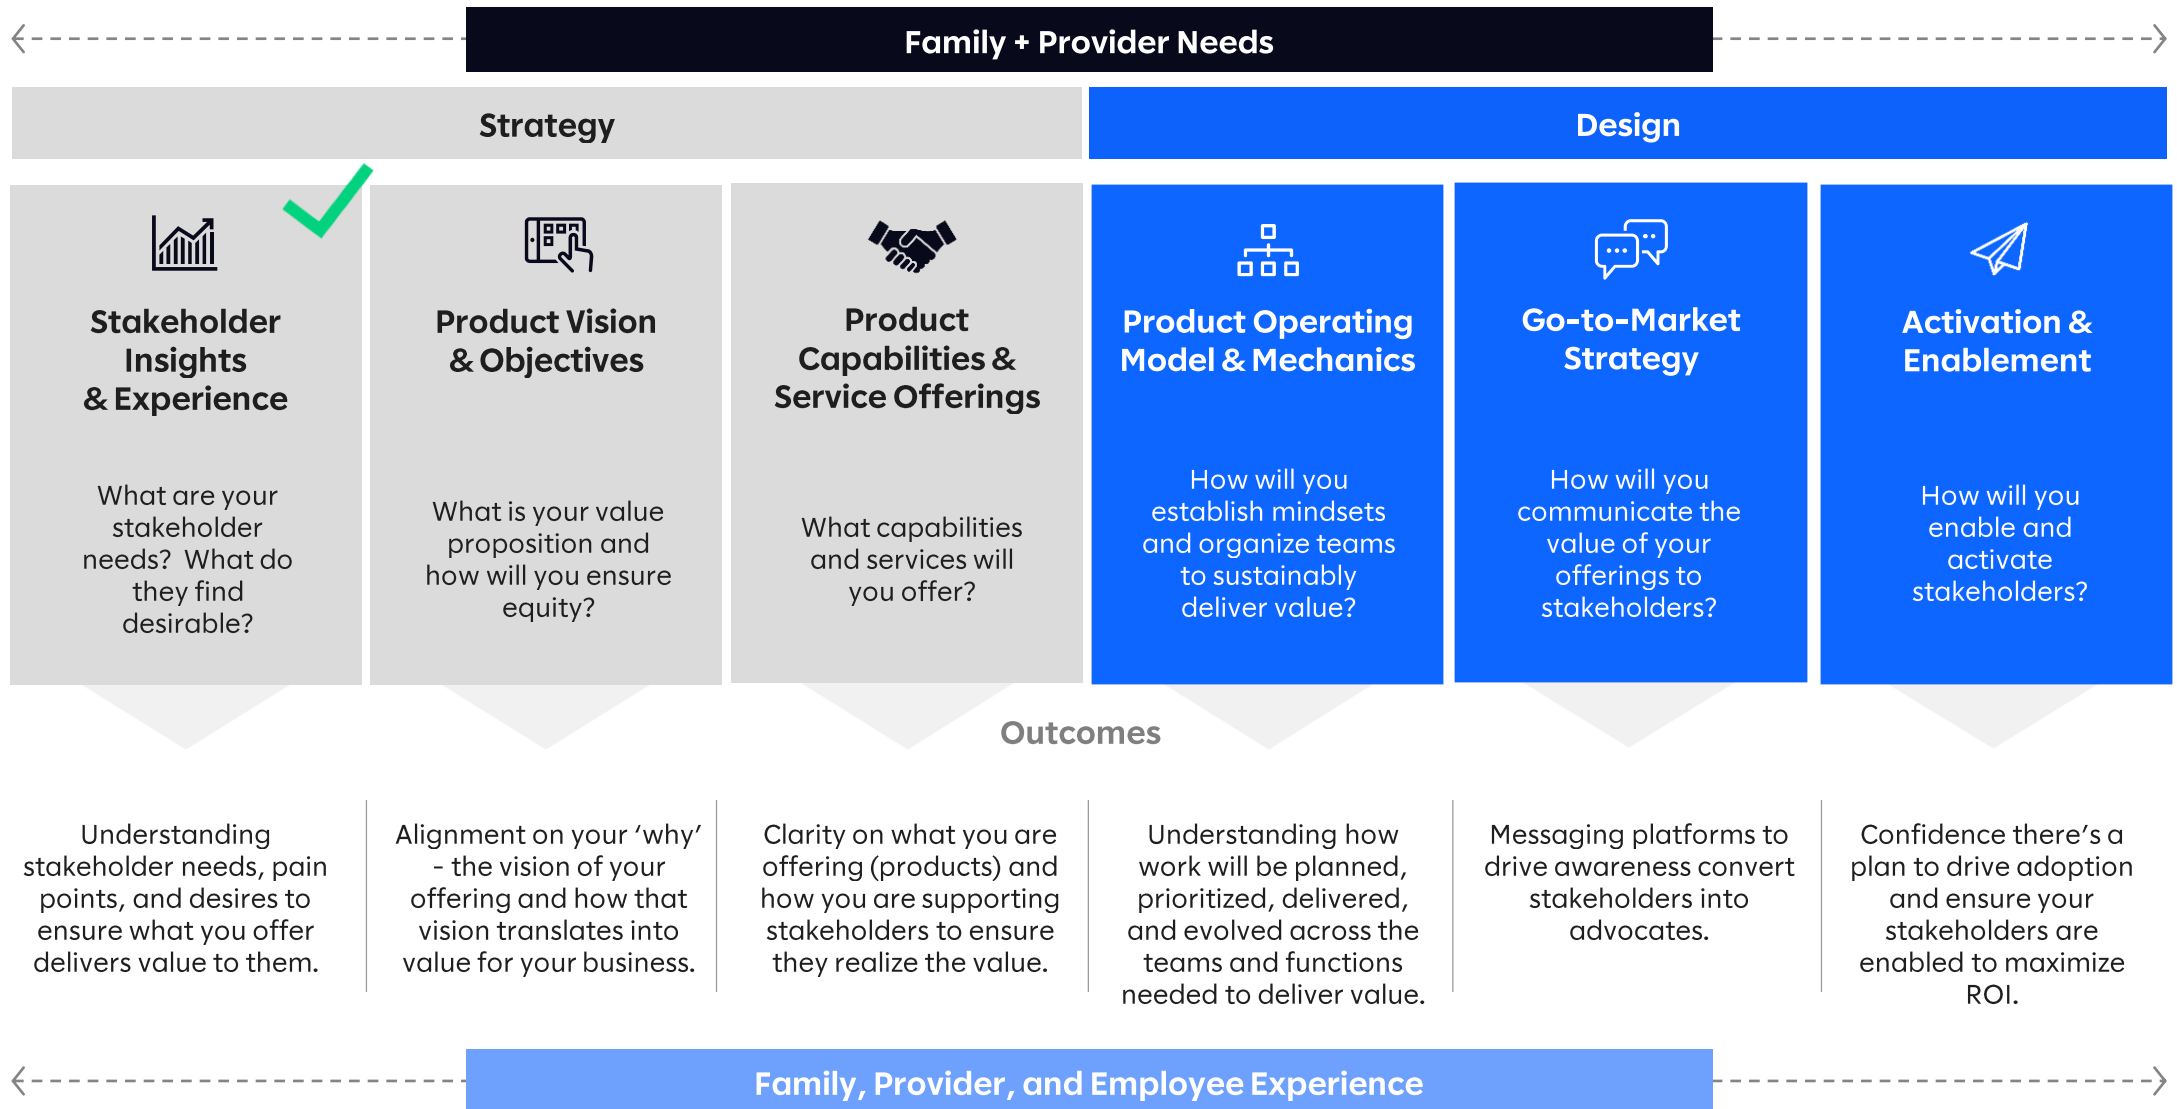 Family + Provider Needs
Strategy
Design
Stakeholder
Insights
& Experience
What are your
stakeholder
needs?  What do
they find
desirable?
Product Vision
& Objectives
What is your value
proposition and
how will you ensure
equity?
Product
Capabilities &
Service Offerings
What capabilities
and services will
you offer?
Product Operating
Model & Mechanics
How will you
establish mindsets
and organize teams
to sustainably
deliver value?
Go-to-Market
Strategy
How will you
communicate the
value of your
offerings to
stakeholders?
Activation &
Enablement
How will you
enable and
activate
stakeholders?
Outcomes
Understanding
stakeholder needs, pain
points, and desires to
ensure what you offer
delivers value to them.
Alignment on your ‘why’
- the vision of your
offering and how that
vision translates into
value for your business.
Clarity on what you are
offering (products) and
how you are supporting
stakeholders to ensure
they realize the value.
Understanding how
work will be planned,
prioritized, delivered,
and evolved across the
teams and functions
needed to deliver value.
Messaging platforms to
drive awareness convert
stakeholders into
advocates.
Confidence there’s a
plan to drive adoption
and ensure your
stakeholders are
enabled to maximize
ROI.
Family, Provider, and Employee Experience